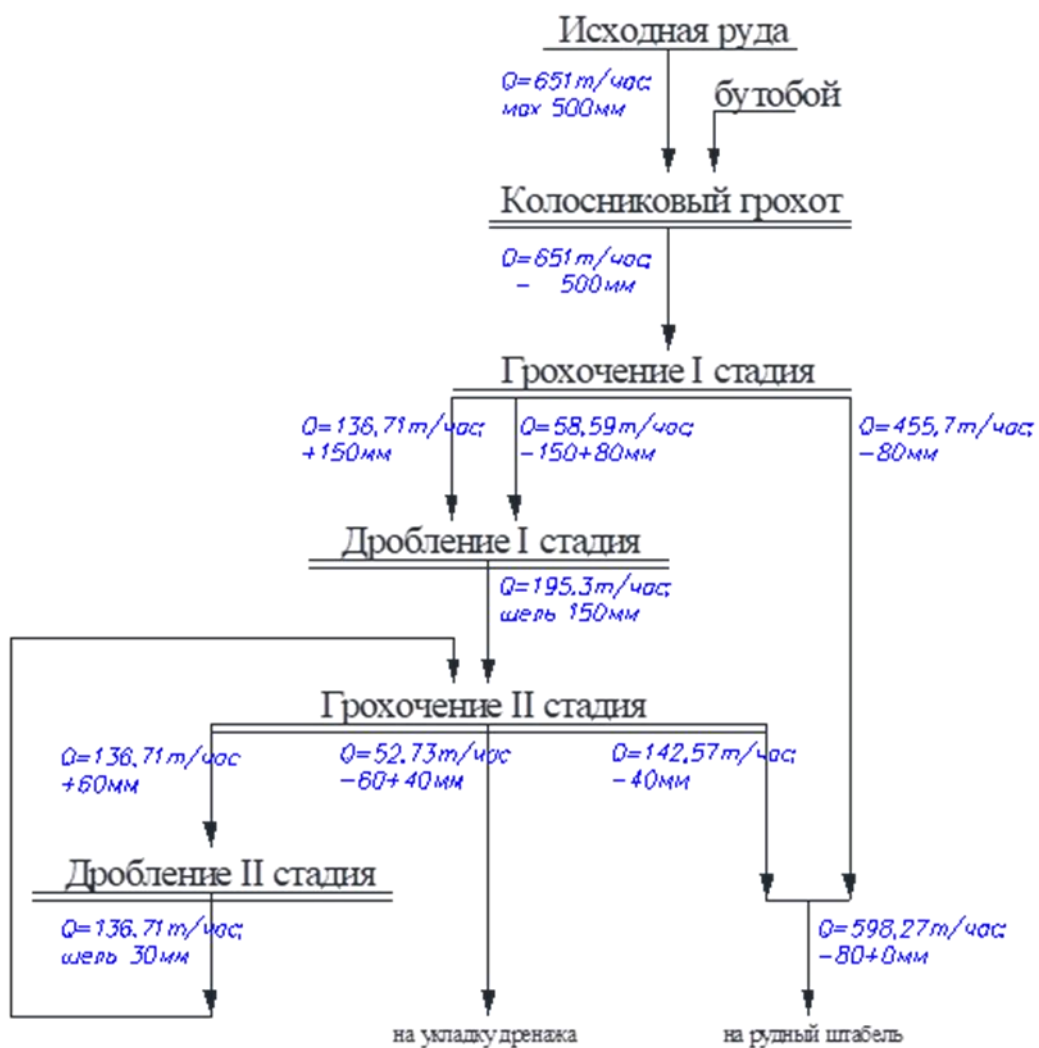 Исходная руда
Q=651т/час;
мах 500мм
бутобой
Колосниковый грохот
Q=651т/час;
- 500мм
Грохочение I стадия
Q=136,71т/час;
+150мм
Q=58,59т/час;
-150+80мм
Q=455,7т/час;
-80мм
Дробление I стадия
Q=195,3т/час;
щель 150мм
Грохочение II стадия
Q=136,71т/час
+60мм
Q=52,73т/час
-60+40мм
Q=142,57т/час;
-40мм
Дробление II стадия
Q=136,71т/час;
щель 30мм
Q=598,27т/час;
-80+0мм
на укладку дренажа
на рудный штабель